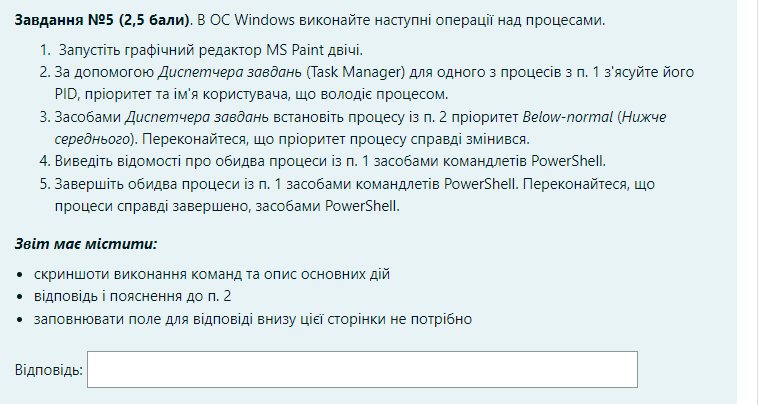 Завдання №5 (2,5 бали). В ОС Windows виконайте наступні операції над процесами.
1. Запустіть графічний редактор MS Paint двічі.
2. За допомогою Диспетчера завдань (Task Manager) для одного з процесів з п. 1 з'ясуйте його
PID, пріоритет та ім'я користувача, що володіє процесом.
3. Засобами Диспетчера завдань встановіть процесу із п. 2 пріоритет Below-normal (Нижче
середнього). Переконайтеся, що пріоритет процесу справді змінився.
4. Виведіть відомості про обидва процеси із п. 1 засобами командлетів PowerShell.
5. Завершіть обидва процеси із п. 1 засобами командлетів PowerShell. Переконайтеся, що
процеси справді завершено, засобами PowerShell.
Звіт має містити:
• скриншоти виконання команд та опис основних дій
• відповідь і пояснення до п. 2
• заповнювати поле для відповіді внизу цієї сторінки не потрібно
Відповідь: